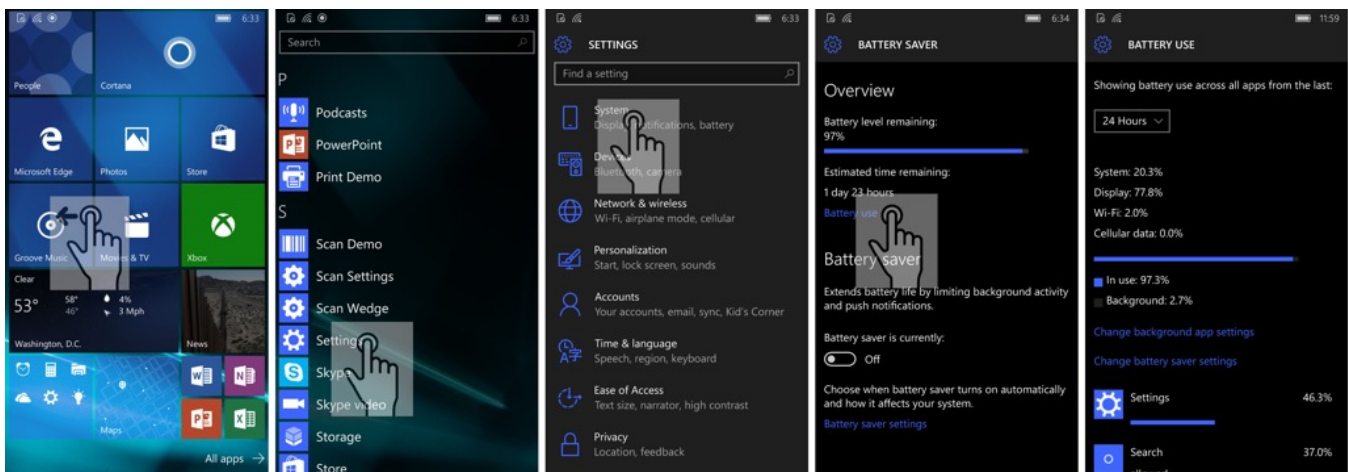 6:33
People
Cortana
Microsoft Edge
Photos
Store
Groove Music
Movies & TV
Xbox
Clear
53°
58°
46°
4%
3 Mph
Washington, D.C.
News
Maps
All apps →
6:33
Search
P
Podcasts
PowerPoint
Print Demo
S
Scan Demo
Scan Settings
Scan Wedge
Settings
Skype
Skype video
Storage
Store
6:33
SETTINGS
Find a setting
System
Display, notifications, battery
Devices
Bluetooth, camera
Network & wireless
Wi-Fi, airplane mode, cellular
Personalization
Start, lock screen, sounds
Accounts
Your accounts, email, sync, Kid's Corner
Time & language
Speech, region, keyboard
Ease of Access
Text size, narrator, high contrast
Privacy
Location, feedback
6:34
BATTERY SAVER
Overview
Battery level remaining:
97%
Estimated time remaining:
1 day 23 hours
Battery use
Battery saver
Extends battery life by limiting background activity
and push notifications.
Battery saver is currently:
Off
Choose when battery saver turns on automatically
and how it affects your system.
Battery saver settings
11:59
BATTERY USE
Showing battery use across all apps from the last:
24 Hours
System: 20.3%
Display: 77.8%
Wi-Fi: 2.0%
Cellular data: 0.0%
In use: 97.3%
Background: 2.7%
Change background app settings
Change battery saver settings
Settings 46.3%
Search 37.0%